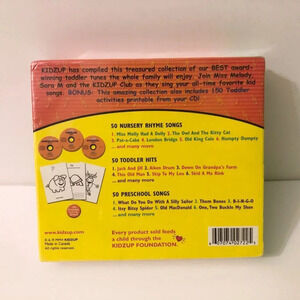 KIDZUP has compiled this treasured collection of our BEST award-
winning toddler tunes the whole family will enjoy. Join Miss Melody,
Sara M and the KIDZUP Club as they sing your all-time favorite kid
songs. BONUS: This amazing collection also includes 150 Toddler
activities printable from your CD!
50 NURSERY RHYME SONGS
1. Miss Molly Had A Dolly 2. The Owl And The Kitty Cat
3. Pat-a-Cake 4. London Bridge 5. Old King Cole 6. Humpty Dumpty
... and many more
50 TODDLER HITS
1. Jack And Jill 2. Aiken Drum 3. Down On Grandpa's Farm
4. This Old Man 5. Skip To My Lou 6. Skid A Ma Rink
... and many more
50 PRESCHOOL SONGS
1. What Do You Do With A Silly Sailor 2. Them Bones 3. B-I-N-G-O
4. Itsy Bitsy Spider 5. Old MacDonald 6. One, Two Buckle My Shoe
... and many more
www.kidzup.com
Made in Canada
Every product sold feeds
a child through the
KIDZUP FOUNDATION.